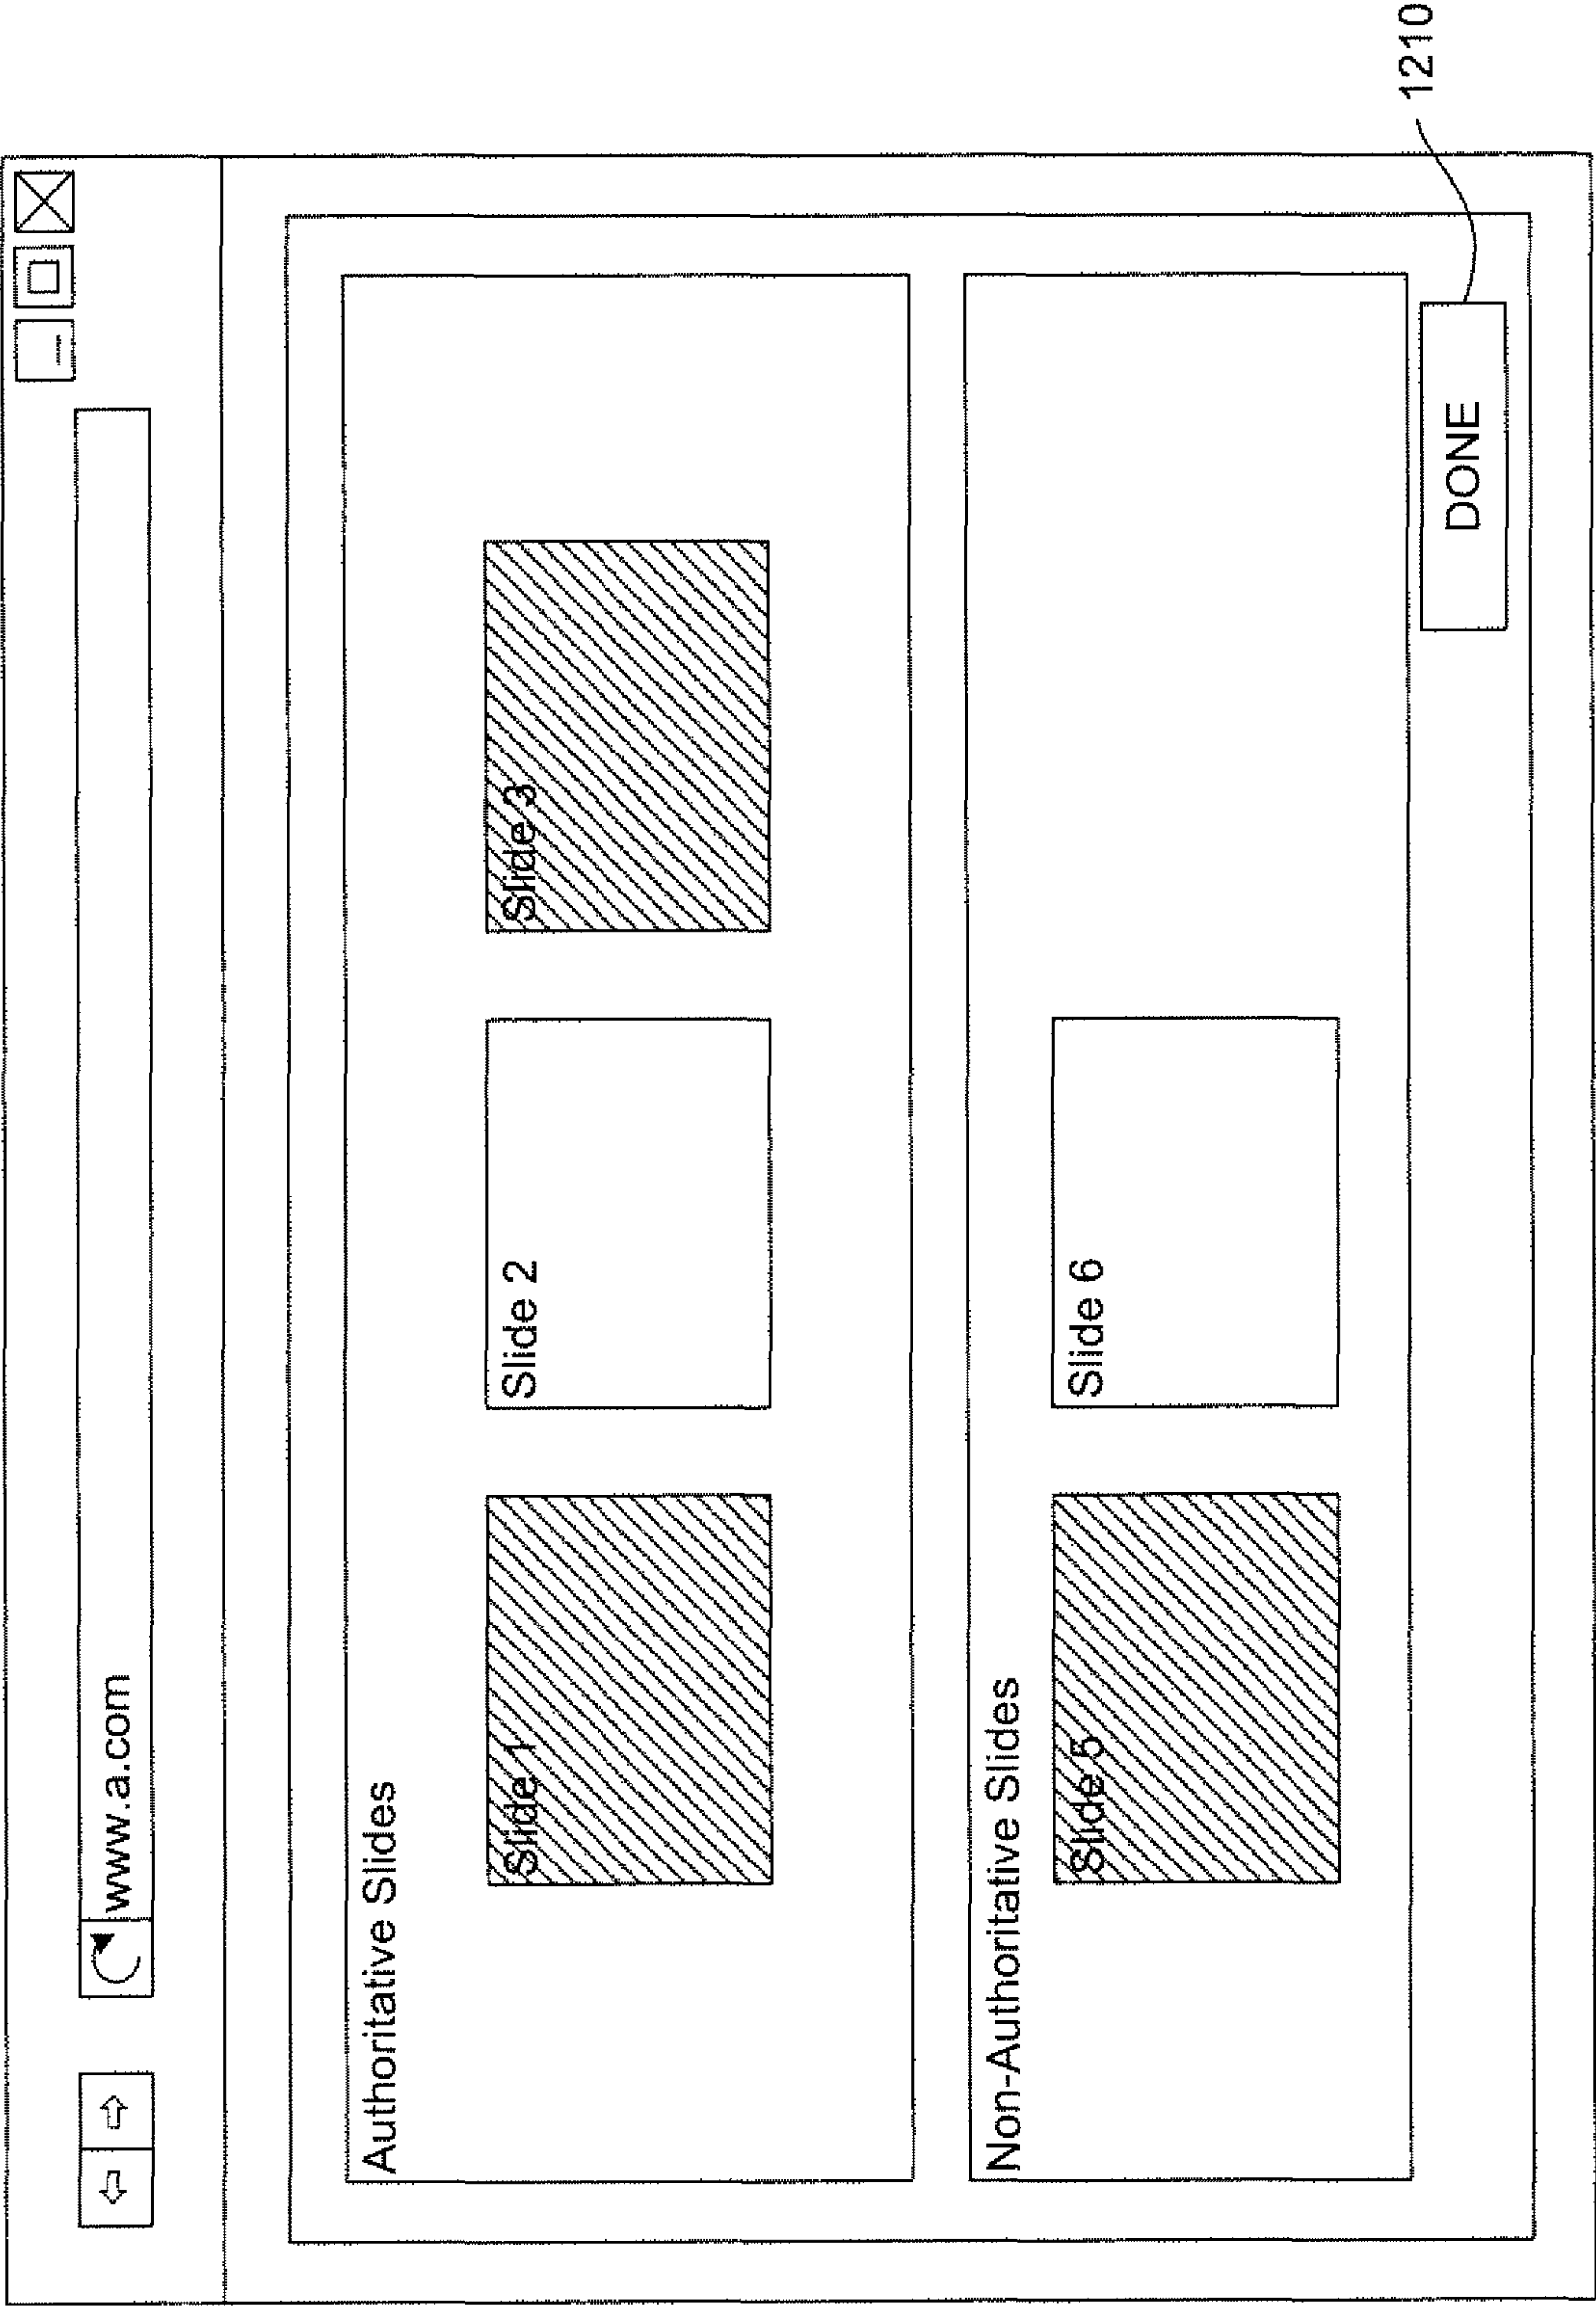 www.a.com
Authoritative Slides
Slide 1
Slide 2
Slide 3
Non-Authoritative Slides
Slide 5
Slide 6
DONE
1210